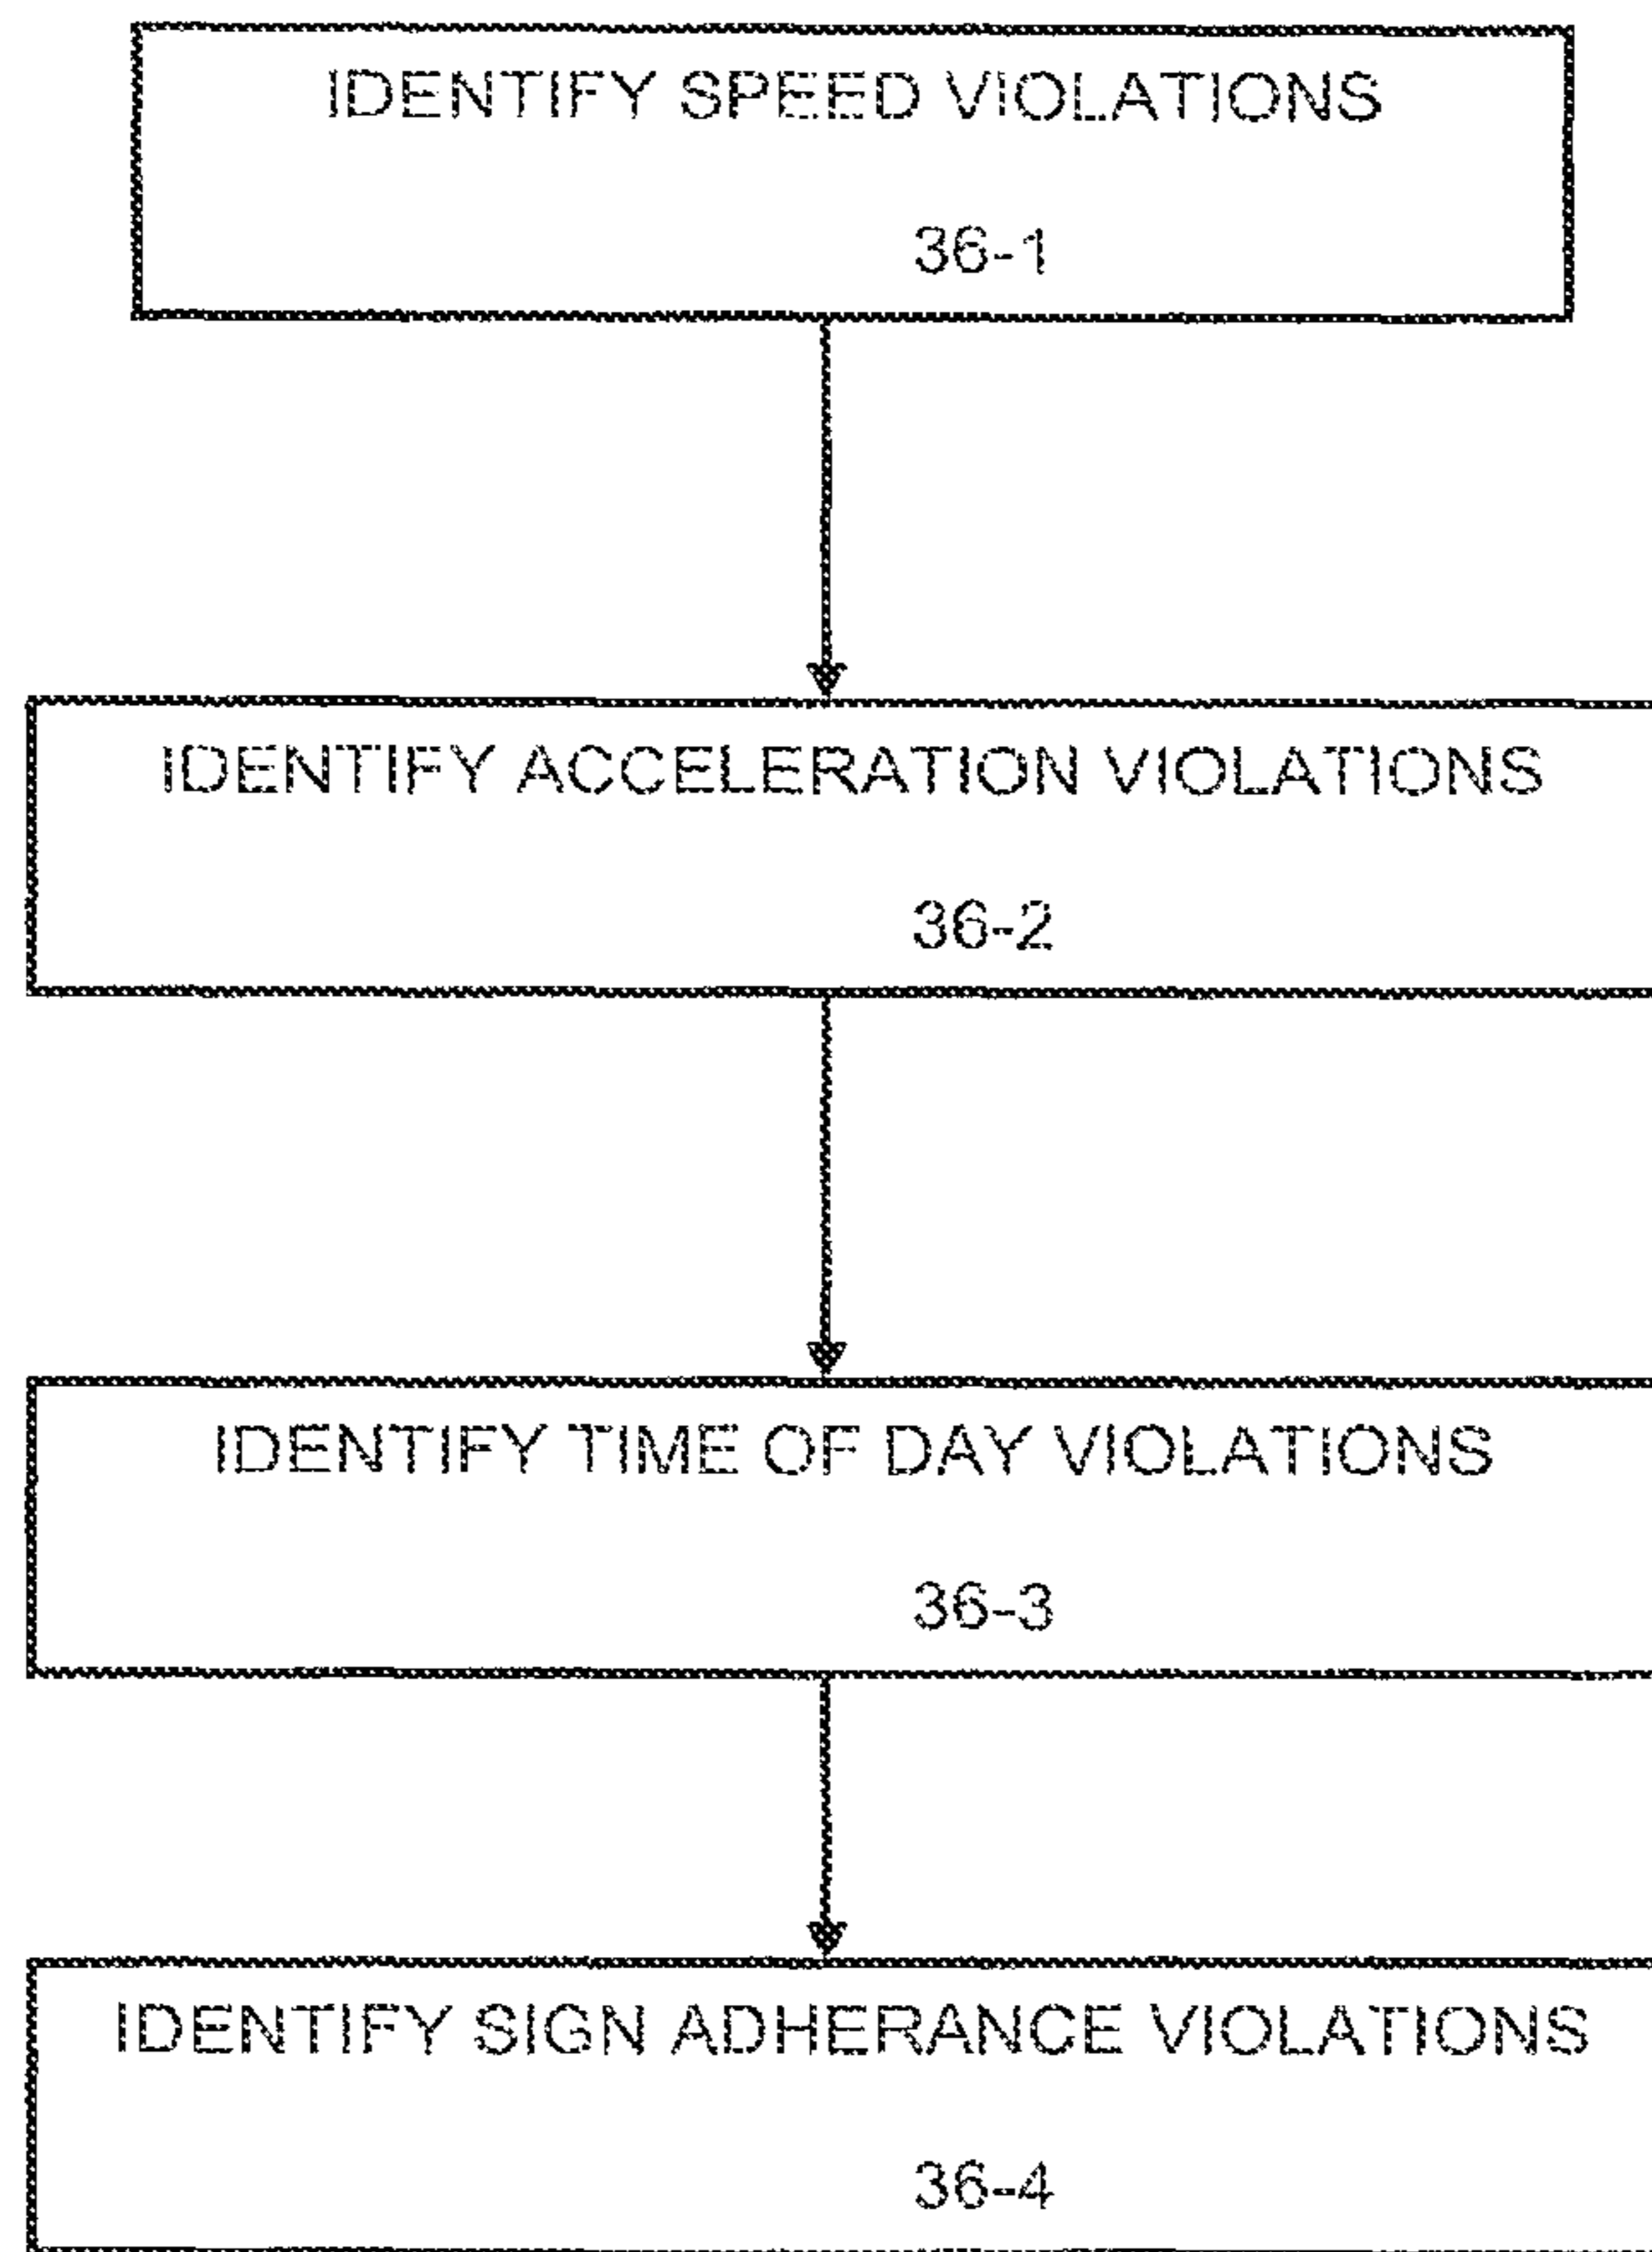 IDENTIFY SPEED VIOLATIONS
36-1
IDENTIFY ACCELERATION VIOLATIONS
36-2
IDENTIFY TIME OF DAY VIOLATIONS
36-3
IDENTIFY SIGN ADHERANCE VIOLATIONS
36-4